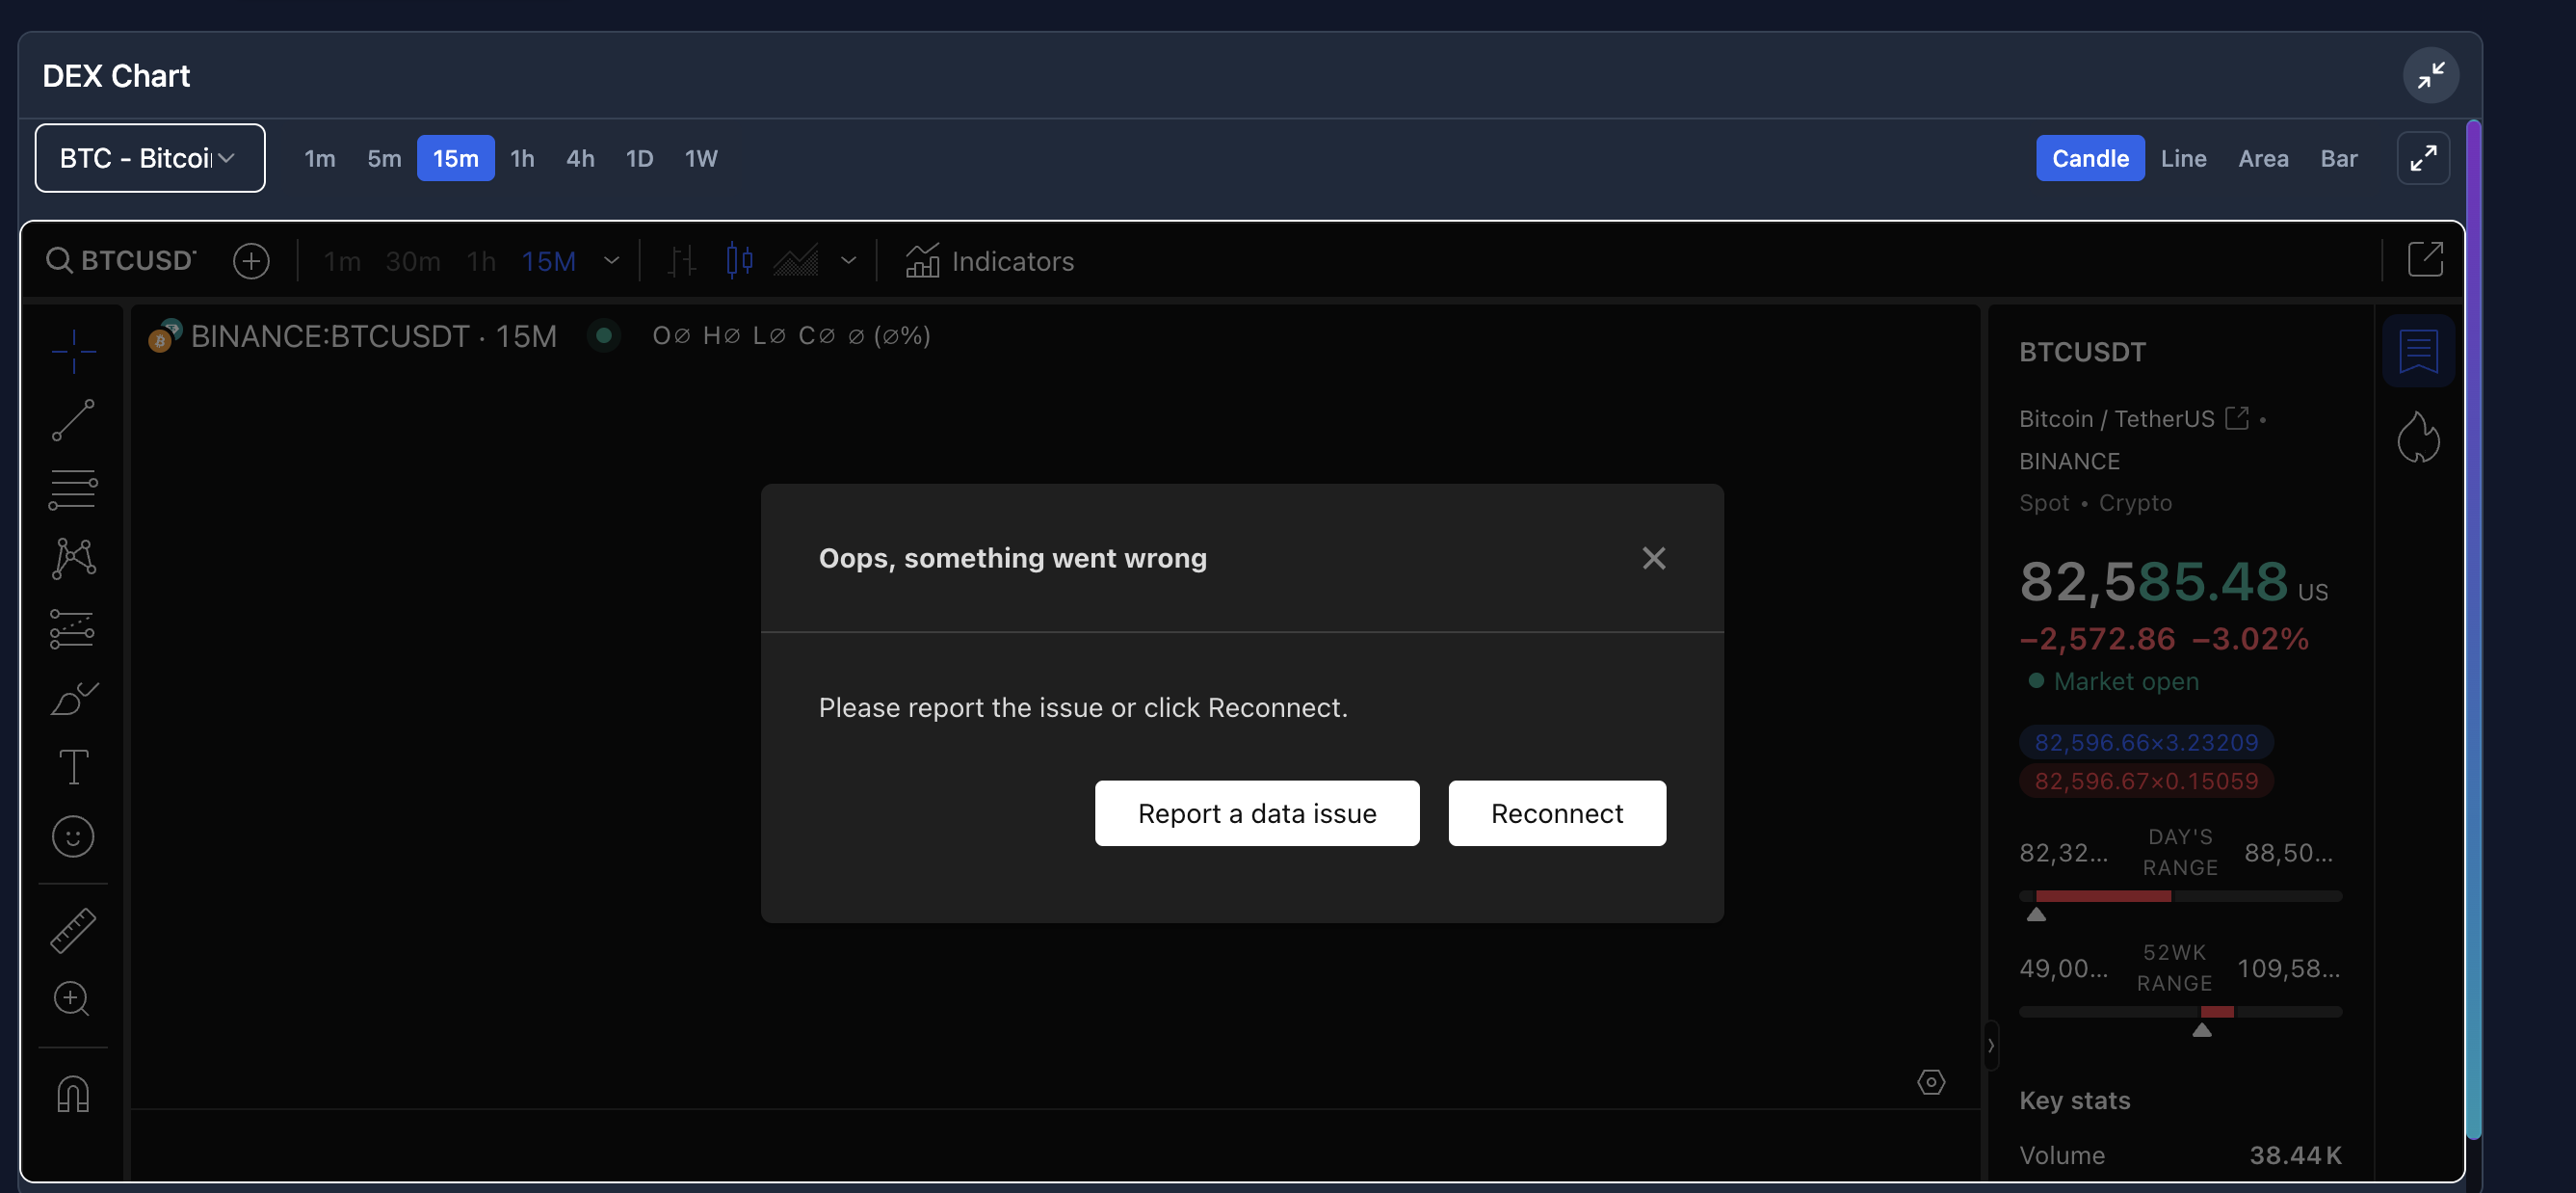 DEX Chart
BTC - Bitcoi
1m 5m 15m 1h 4h 1D 1W
Candle Line Area Bar
BTCUSD
1m 30m 1h 15M
Indicators
BINANCE:BTCUSDT · 15M
O∅ H∅ L∅ C∅ ∅ (∅%)
Oops, something went wrong
Please report the issue or click Reconnect.
Report a data issue
Reconnect
BTCUSDT
Bitcoin / TetherUS •
BINANCE
Spot • Crypto
82,585.48 US
−2,572.86 −3.02%
Market open
82,596.66×3.23209
82,596.67×0.15059
82,32... DAY'S RANGE 88,50...
49,00... 52WK RANGE 109,58...
Key stats
Volume 38.44 K